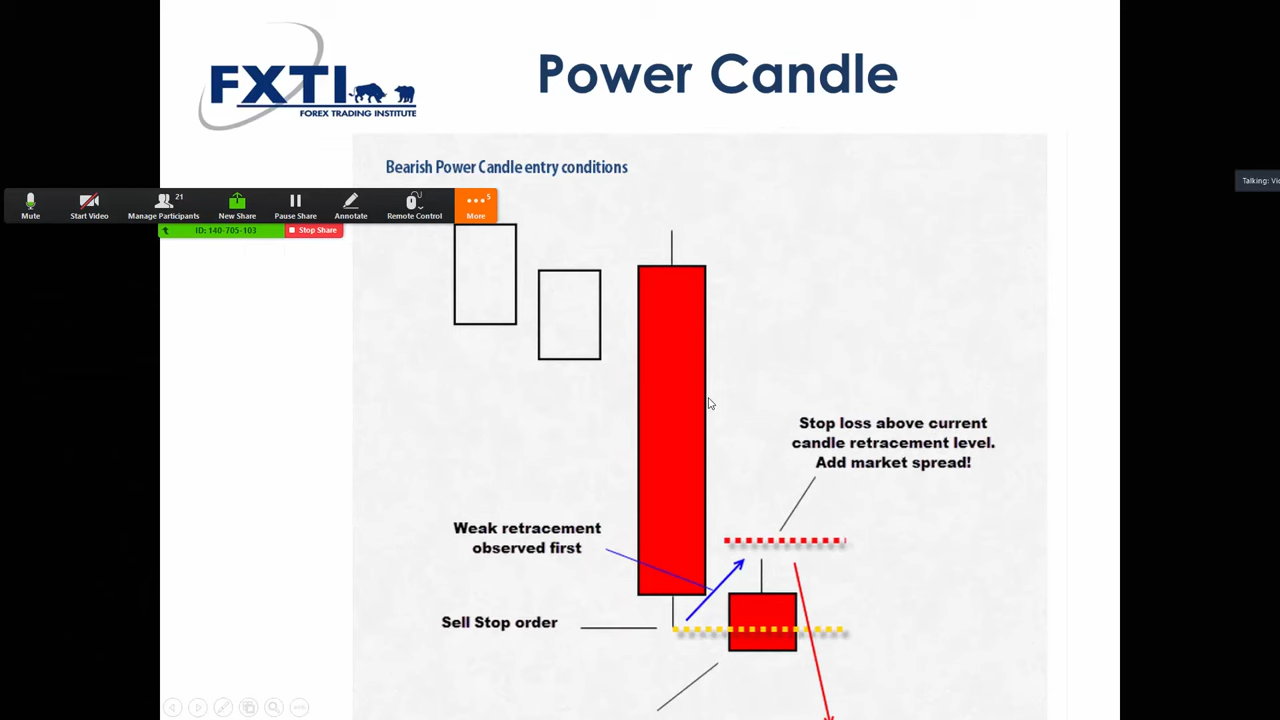 FXTI
FOREX TRADING INSTITUTE
Power Candle
Bearish Power Candle entry conditions
Talking:
Mute
Start Video
Manage Participants
21
New Share
Pause Share
Annotate
Remote Control
5
More
ID: 140-705-103
Stop Share
Stop loss above current
candle retracement level.
Add market spread!
Weak retracement
observed first
Sell Stop order